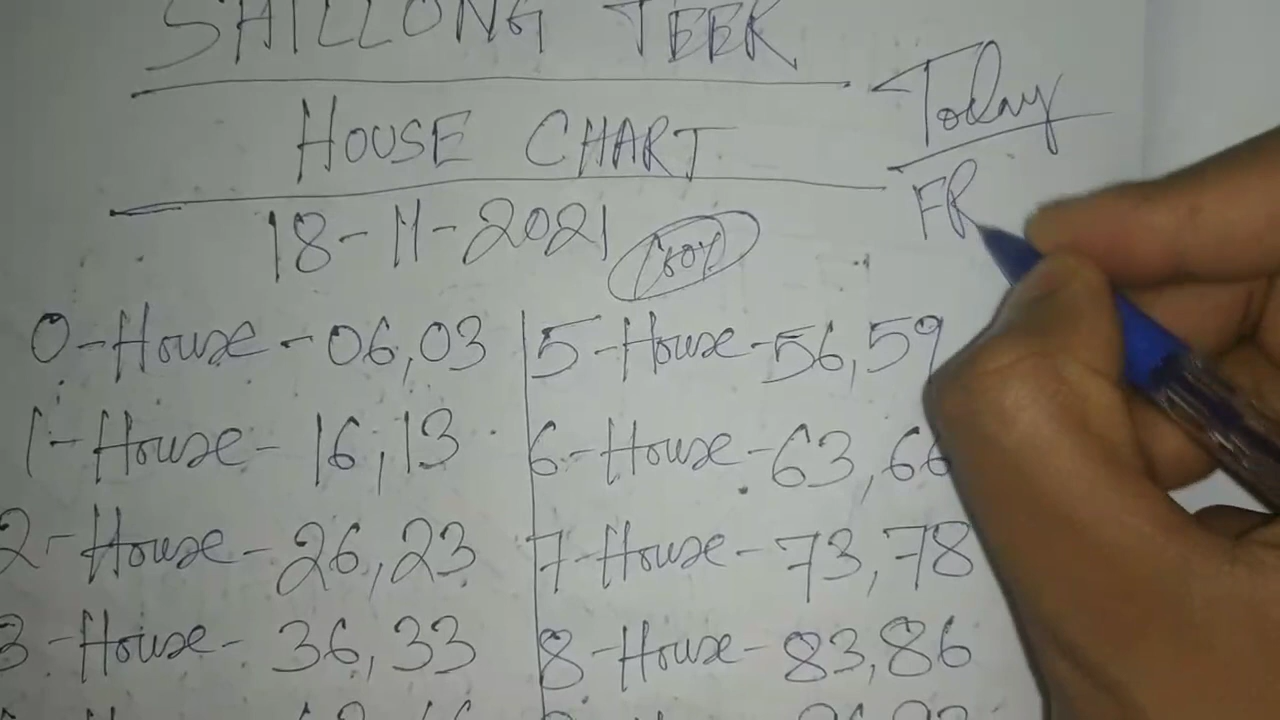 SHILLONG TEER
HOUSE CHART
18-11-2021
Today
FR
0-House-06,03
1-House-16,13
2-House-26,23
3-House-36,33
5-House-56,59
6-House-63,66
7-House-73,78
8-House-83,86